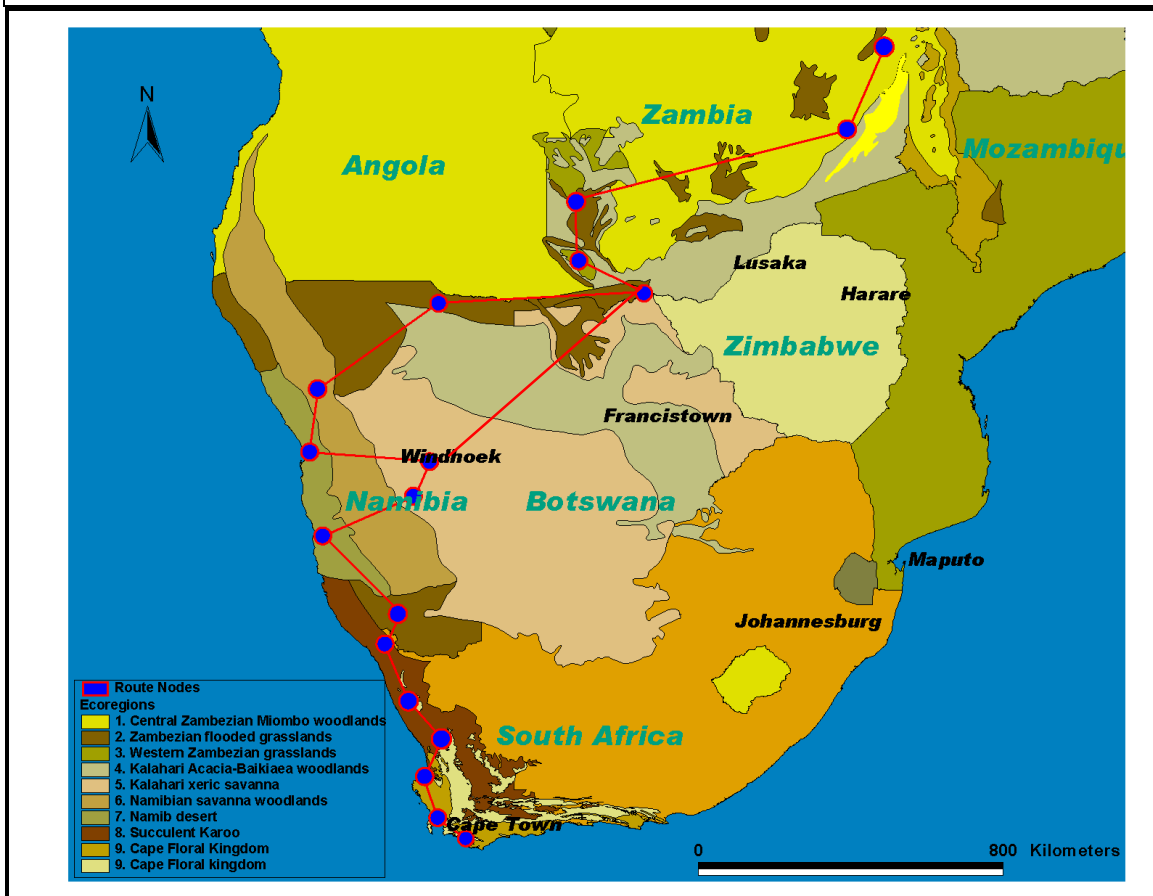 N
Zambia
Mozambiqu
Angola
Lusaka
Harare
Zimbabwe
Francistown
Windhoek
Namibia
Botswana
Maputo
Johannesburg
South Africa
Cape Town
Route Nodes
Ecoregions
1. Central Zambezian Miombo woodlands
2. Zambezian flooded grasslands
3. Western Zambezian grasslands
4. Kalahari Acacia-Baikiaea woodlands
5. Kalahari xeric savanna
6. Namibian savanna woodlands
7. Namib desert
8. Succulent Karoo
9. Cape Floral Kingdom
9. Cape Floral kingdom
0 800 Kilometers